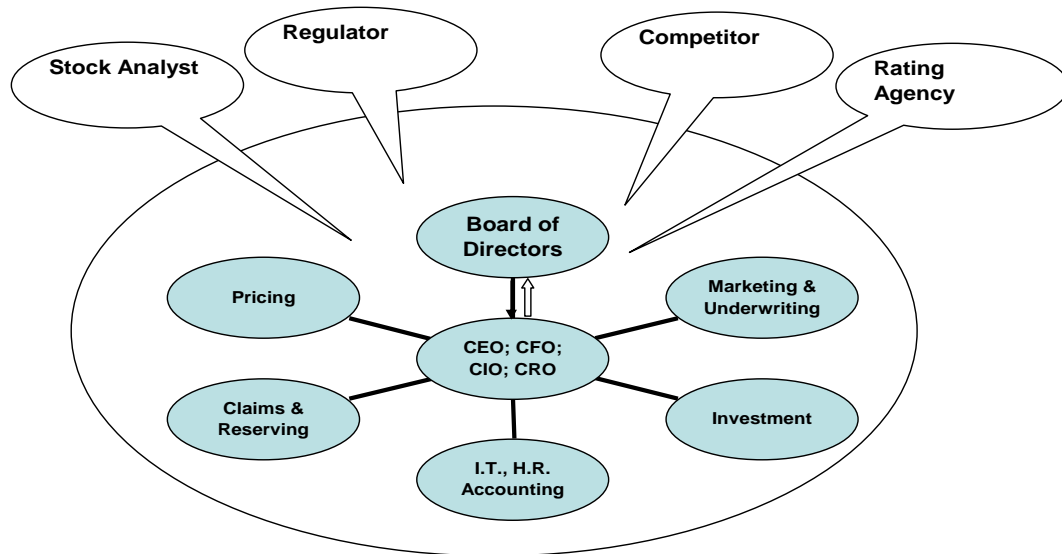 Regulator
Competitor
Stock Analyst
Rating
Agency
Board of
Directors
Pricing
Marketing &
Underwriting
CEO; CFO;
CIO; CRO
Claims &
Reserving
Investment
I.T., H.R.
Accounting